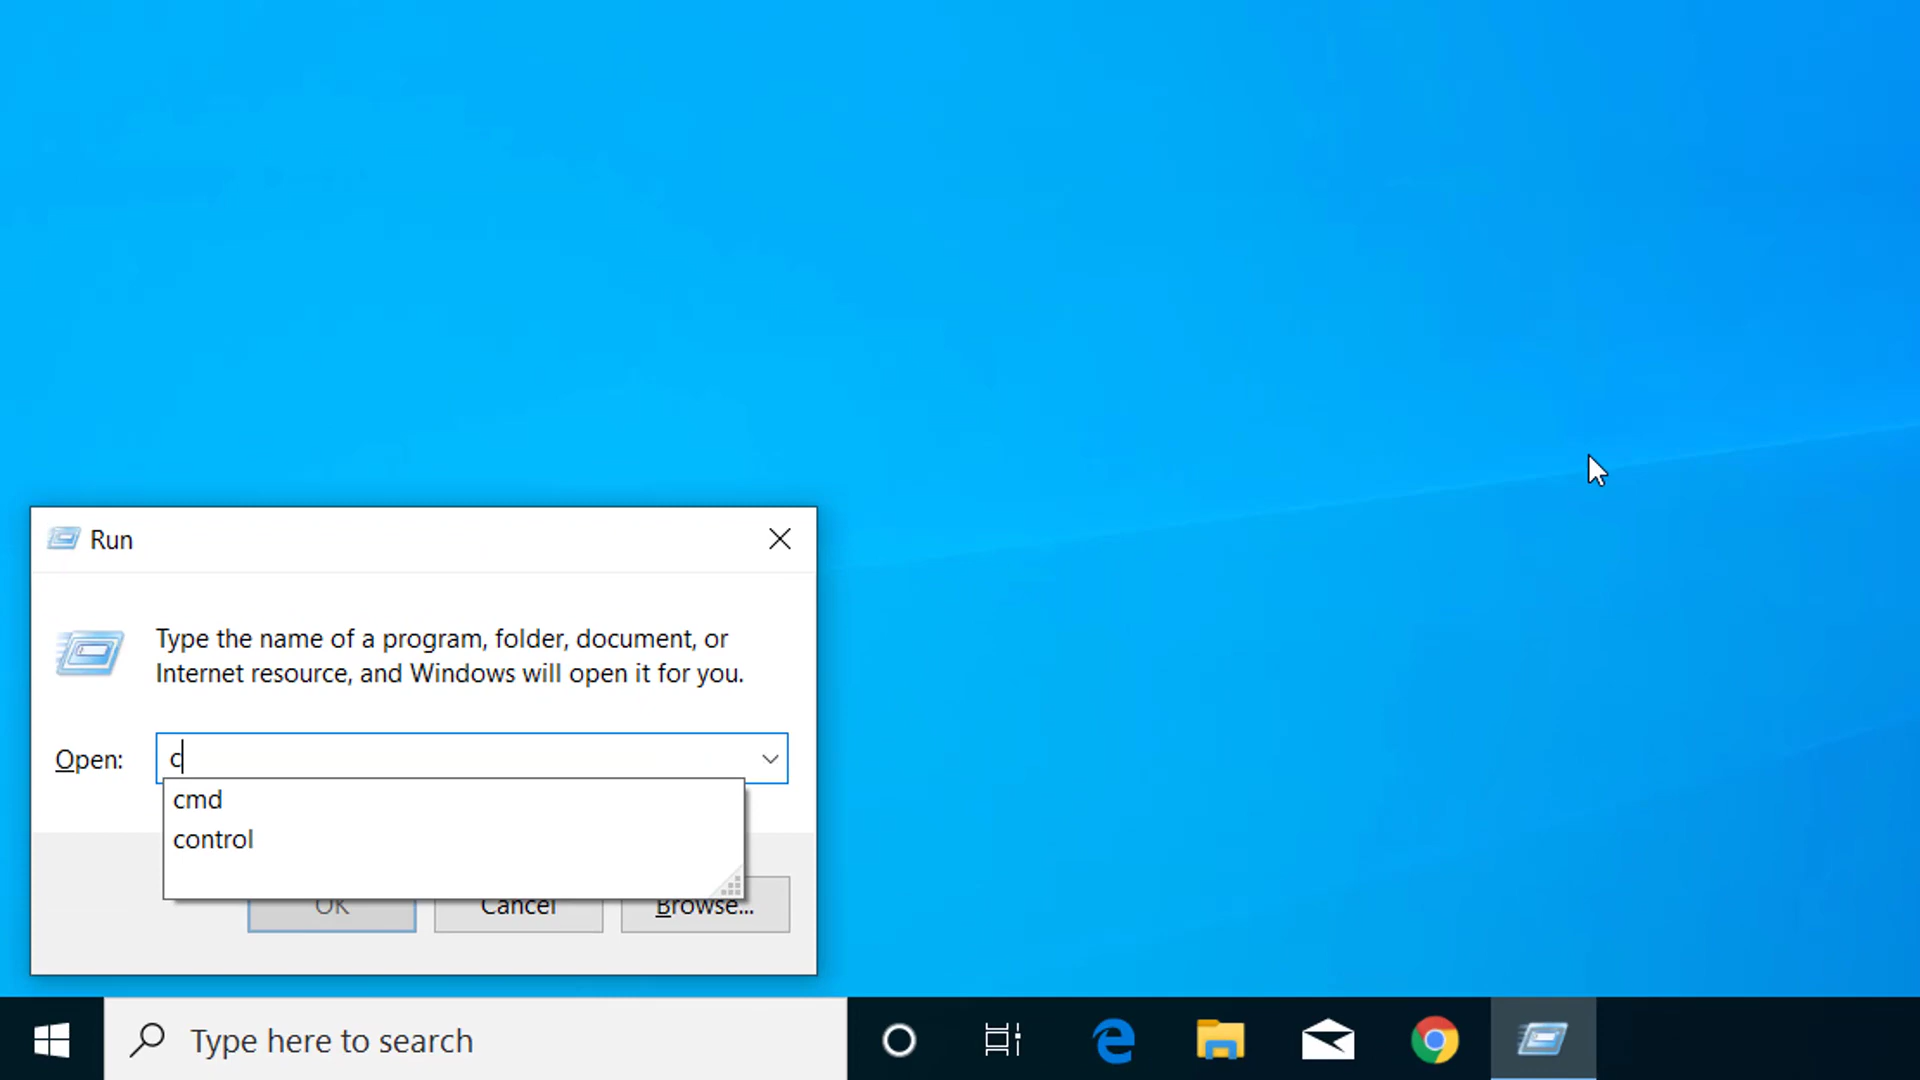 Run
Type the name of a program, folder, document, or
Internet resource, and Windows will open it for you.
Open:
c
cmd
control
OK
Cancel
Browse...
Type here to search